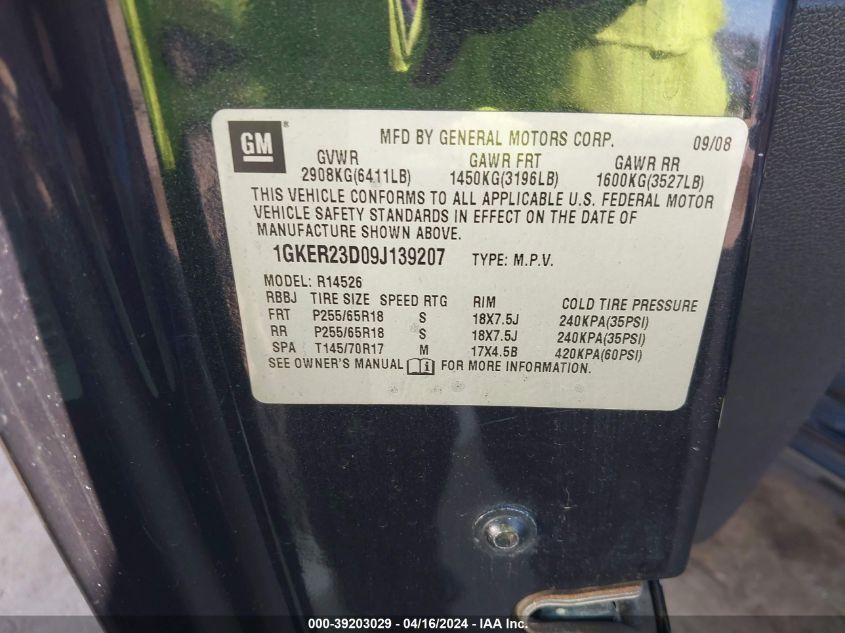 GM®
MFD BY GENERAL MOTORS CORP. 09/08
GVWR GAWR FRT GAWR RR
2908KG(6411LB) 1450KG(3196LB) 1600KG(3527LB)
THIS VEHICLE CONFORMS TO ALL APPLICABLE U.S. FEDERAL MOTOR
VEHICLE SAFETY STANDARDS IN EFFECT ON THE DATE OF
MANUFACTURE SHOWN ABOVE.
1GKER23D09J139207 TYPE: M.P.V.
MODEL: R14526
RBBJ TIRE SIZE SPEED RTG RIM COLD TIRE PRESSURE
FRT P255/65R18 S 18X7.5J 240KPA(35PSI)
RR P255/65R18 S 18X7.5J 240KPA(35PSI)
SPA T145/70R17 M 17X4.5B 420KPA(60PSI)
SEE OWNER'S MANUAL i FOR MORE INFORMATION.
000-39203029 - 04/16/2024 - IAA Inc.